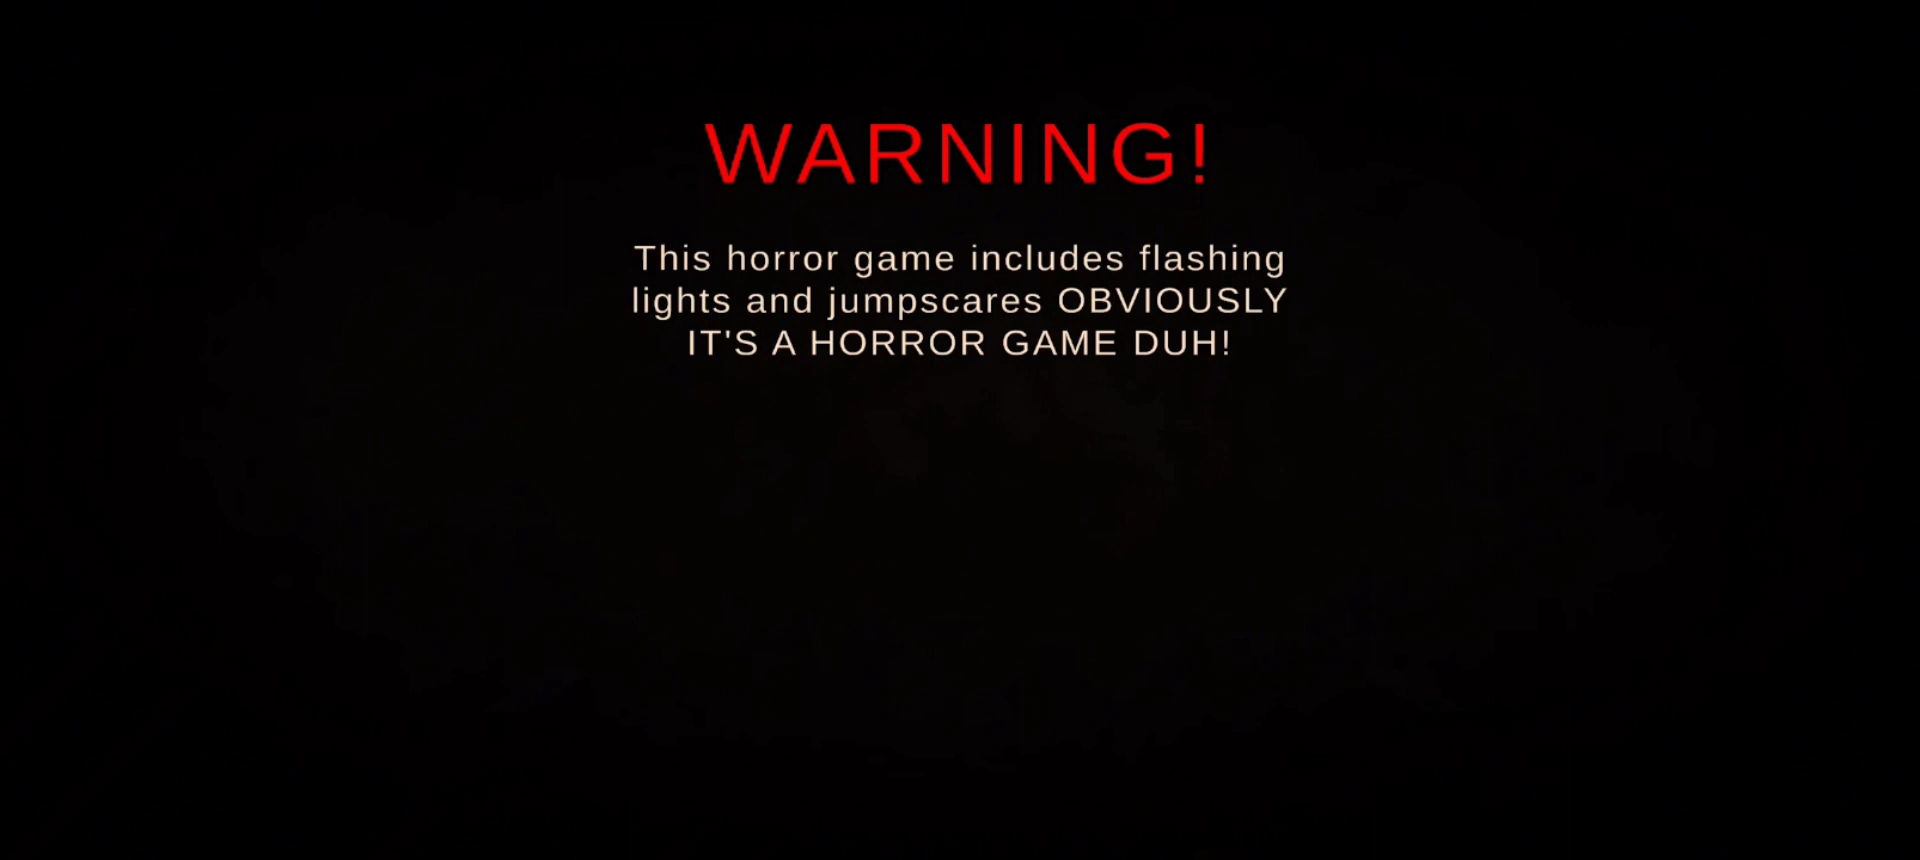 WARNING!
This horror game includes flashing
lights and jumpscares OBVIOUSLY
IT'S A HORROR GAME DUH!